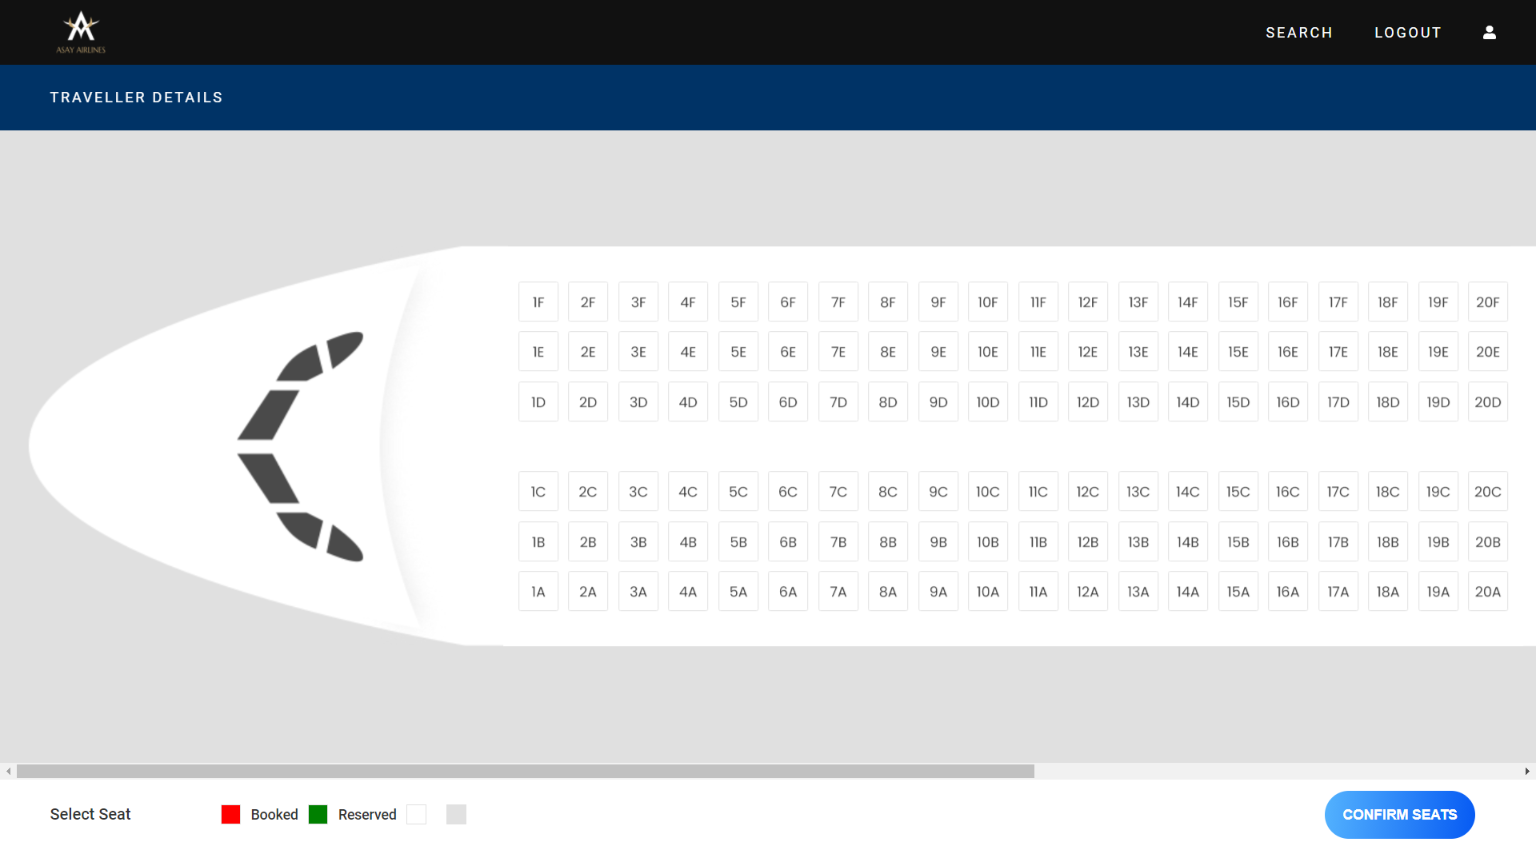 ASAY AIRLINES
SEARCH LOGOUT
TRAVELLER DETAILS
1F 2F 3F 4F 5F 6F 7F 8F 9F 10F 11F 12F 13F 14F 15F 16F 17F 18F 19F 20F
1E 2E 3E 4E 5E 6E 7E 8E 9E 10E 11E 12E 13E 14E 15E 16E 17E 18E 19E 20E
1D 2D 3D 4D 5D 6D 7D 8D 9D 10D 11D 12D 13D 14D 15D 16D 17D 18D 19D 20D
1C 2C 3C 4C 5C 6C 7C 8C 9C 10C 11C 12C 13C 14C 15C 16C 17C 18C 19C 20C
1B 2B 3B 4B 5B 6B 7B 8B 9B 10B 11B 12B 13B 14B 15B 16B 17B 18B 19B 20B
1A 2A 3A 4A 5A 6A 7A 8A 9A 10A 11A 12A 13A 14A 15A 16A 17A 18A 19A 20A
Select Seat Booked Reserved CONFIRM SEATS